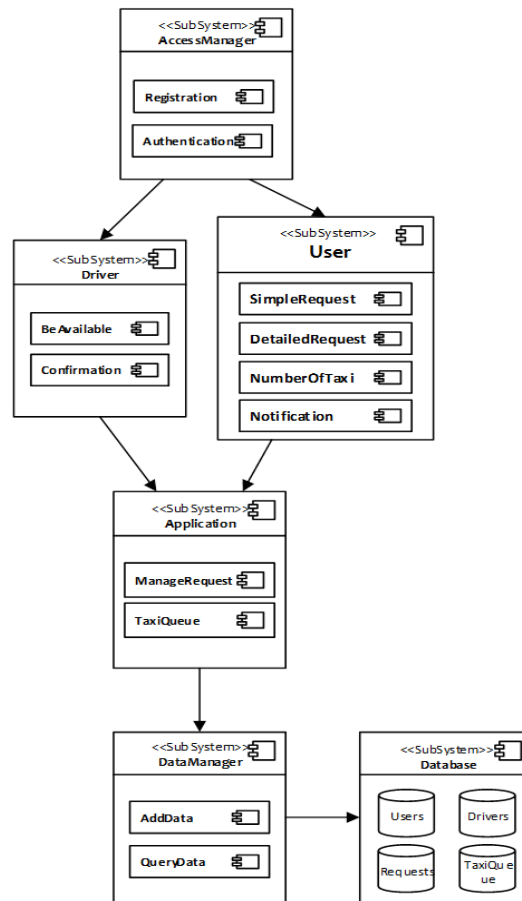 <<SubSystem>>
AccessManager
Registration
Authentication
<<SubSystem>>
Driver
BeAvailable
Confirmation
<<SubSystem>>
User
SimpleRequest
DetailedRequest
NumberOfTaxi
Notification
<<SubSystem>>
Application
ManageRequest
TaxiQueue
<<SubSystem>>
DataManager
AddData
QueryData
<<SubSystem>>
Database
Users
Drivers
Requests
TaxiQue
ue